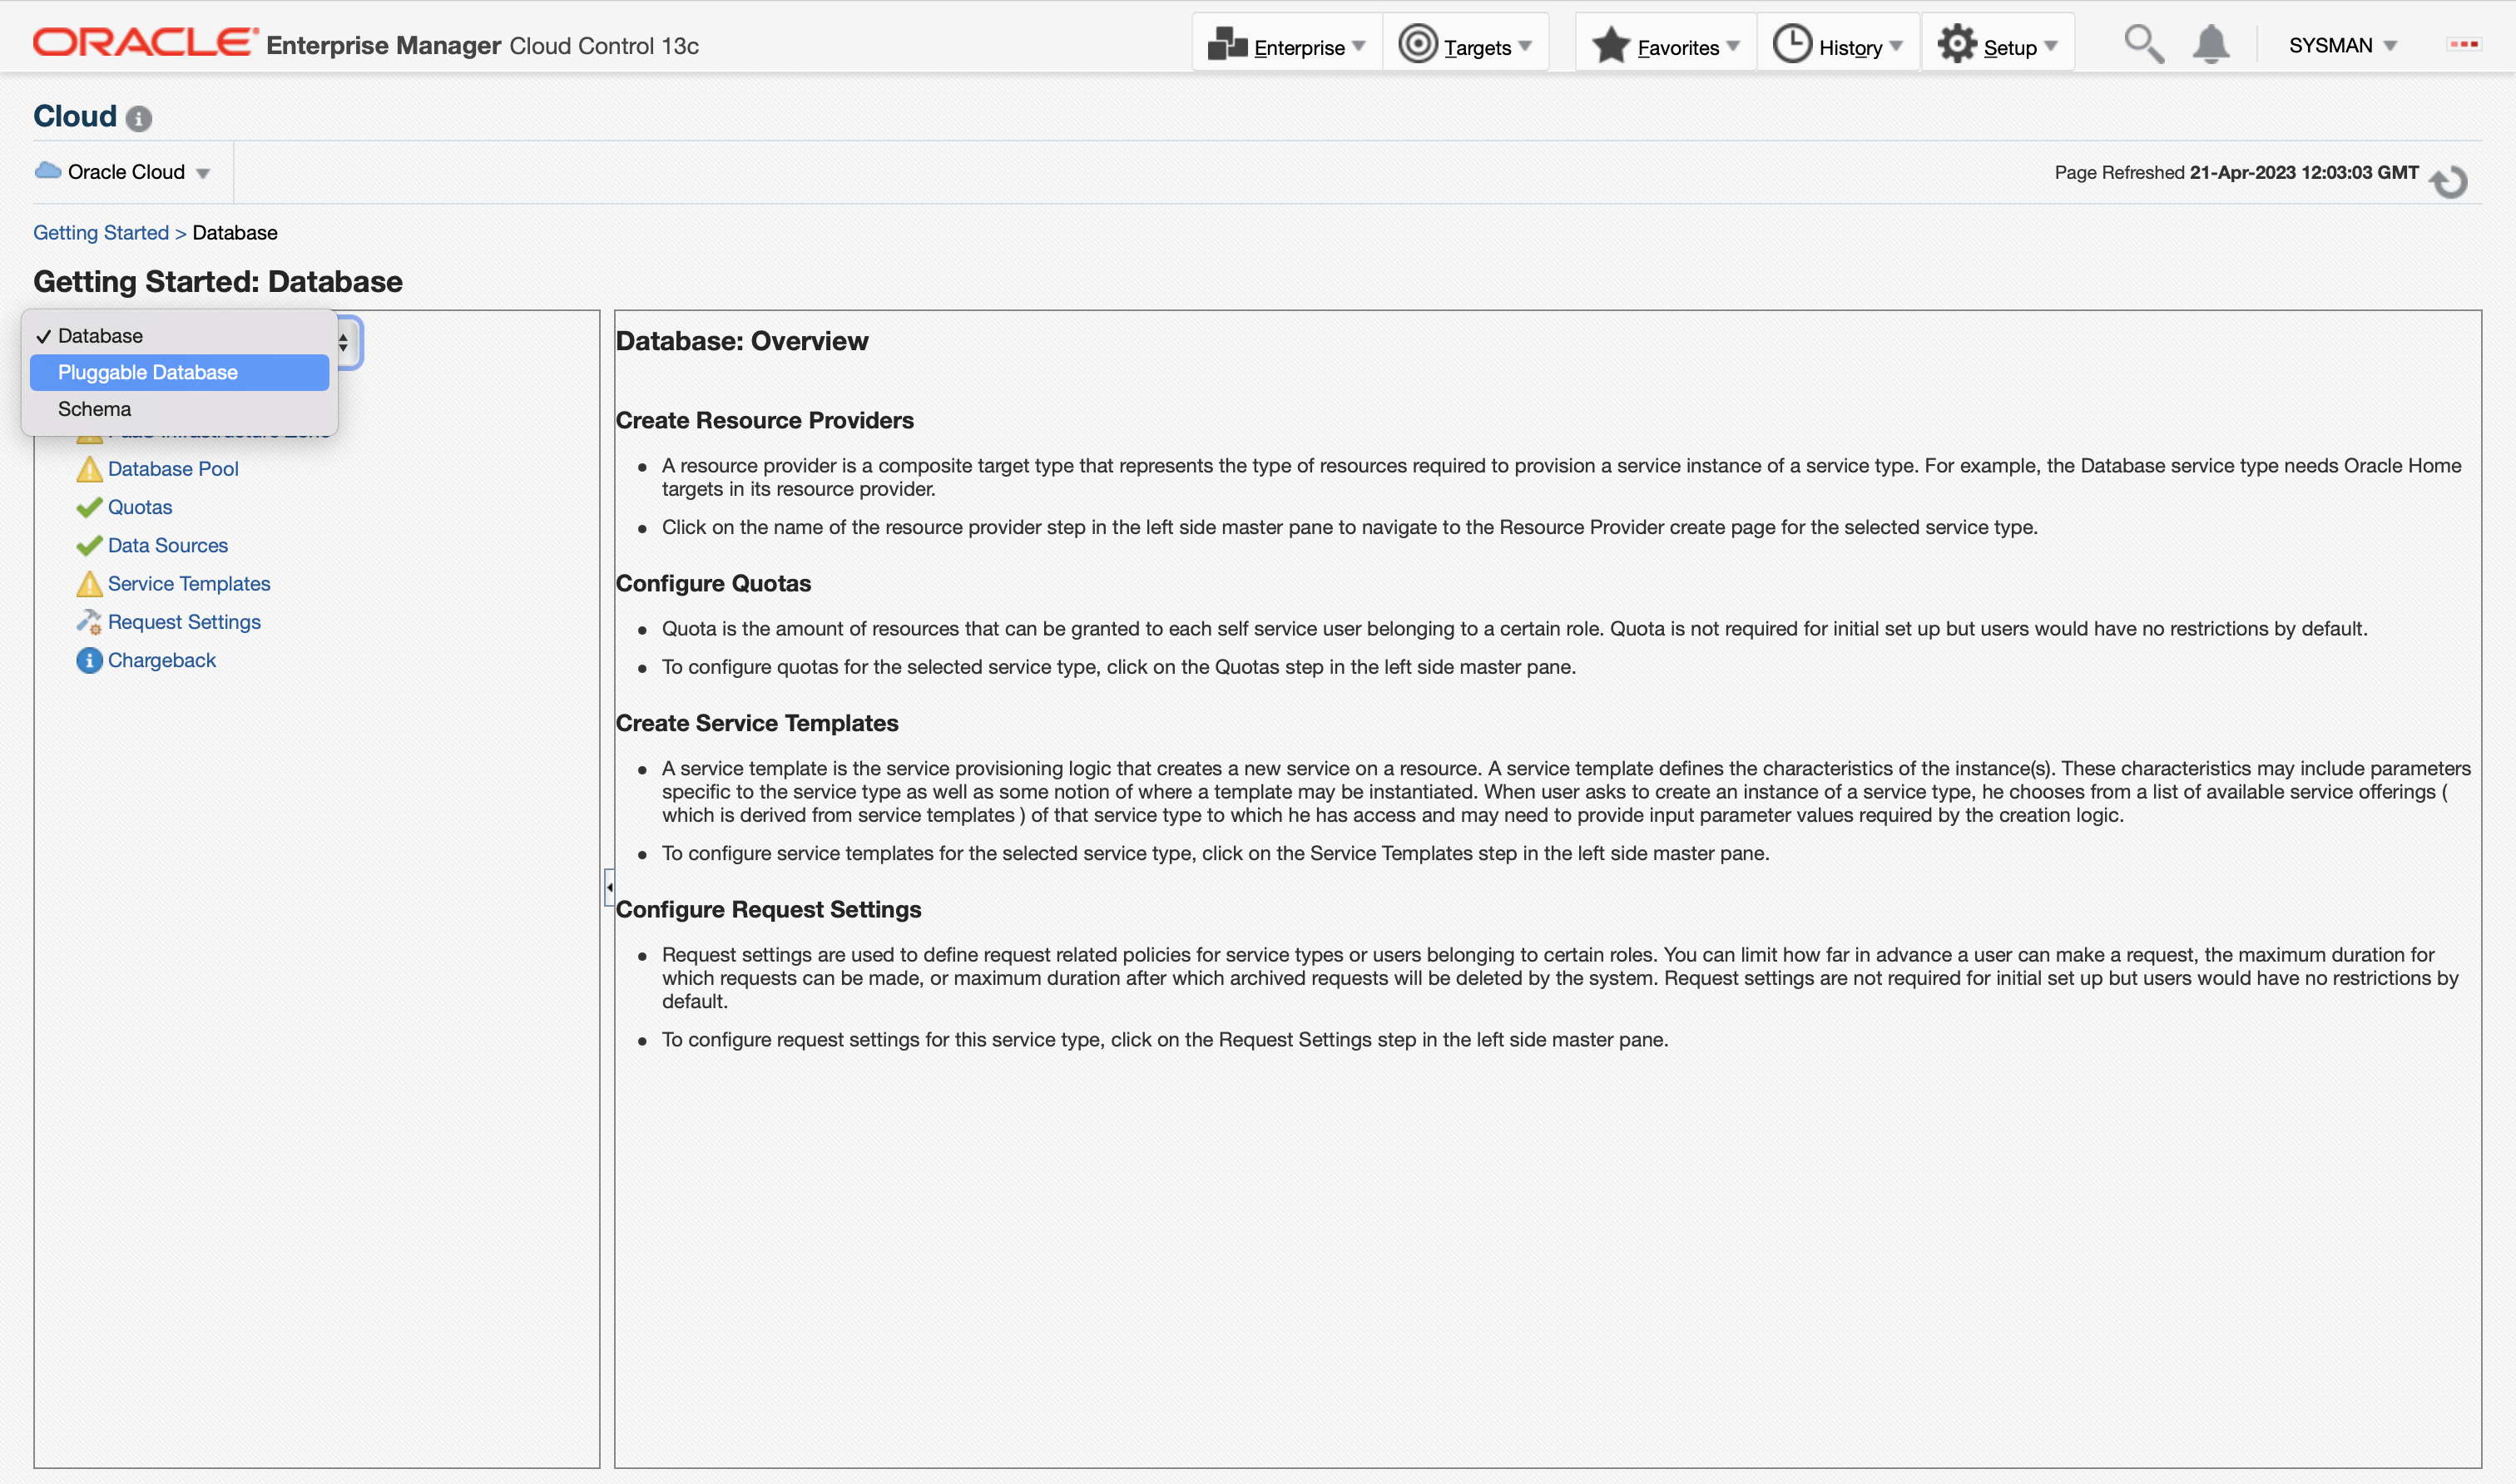 ORACLE Enterprise Manager Cloud Control 13c
Enterprise
Targets
Favorites
History
Setup
SYSMAN
Cloud
Oracle Cloud
Page Refreshed 21-Apr-2023 12:03:03 GMT
Getting Started > Database
Getting Started: Database
Database
Pluggable Database
Schema
Database Pool
Quotas
Data Sources
Service Templates
Request Settings
Chargeback
Database: Overview
Create Resource Providers
A resource provider is a composite target type that represents the type of resources required to provision a service instance of a service type. For example, the Database service type needs Oracle Home
targets in its resource provider.
Click on the name of the resource provider step in the left side master pane to navigate to the Resource Provider create page for the selected service type.
Configure Quotas
Quota is the amount of resources that can be granted to each self service user belonging to a certain role. Quota is not required for initial set up but users would have no restrictions by default.
To configure quotas for the selected service type, click on the Quotas step in the left side master pane.
Create Service Templates
A service template is the service provisioning logic that creates a new service on a resource. A service template defines the characteristics of the instance(s). These characteristics may include parameters
specific to the service type as well as some notion of where a template may be instantiated. When user asks to create an instance of a service type, he chooses from a list of available service offerings (
which is derived from service templates ) of that service type to which he has access and may need to provide input parameter values required by the creation logic.
To configure service templates for the selected service type, click on the Service Templates step in the left side master pane.
Configure Request Settings
Request settings are used to define request related policies for service types or users belonging to certain roles. You can limit how far in advance a user can make a request, the maximum duration for
which requests can be made, or maximum duration after which archived requests will be deleted by the system. Request settings are not required for initial set up but users would have no restrictions by
default.
To configure request settings for this service type, click on the Request Settings step in the left side master pane.